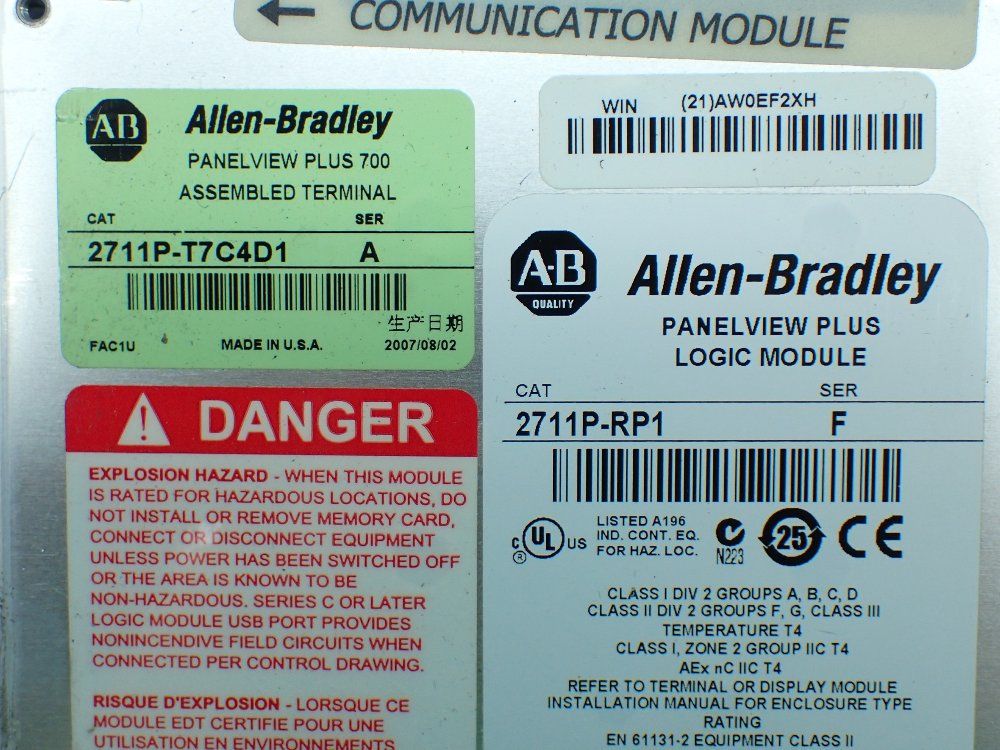 COMMUNICATION MODULE
AB
Allen-Bradley
PANELVIEW PLUS 700
ASSEMBLED TERMINAL
CAT SER
2711P-T7C4D1 A
生产日期
FAC1U MADE IN U.S.A. 2007/08/02
WIN (21)AW0EF2XH
A-B
QUALITY
Allen-Bradley
PANELVIEW PLUS
LOGIC MODULE
CAT SER
2711P-RP1 F
c UL US
®
LISTED A196
IND. CONT. EQ.
FOR HAZ. LOC.
N223
25
CE
CLASS I DIV 2 GROUPS A, B, C, D
CLASS II DIV 2 GROUPS F, G, CLASS III
TEMPERATURE T4
CLASS I, ZONE 2 GROUP IIC T4
AEx nC IIC T4
REFER TO TERMINAL OR DISPLAY MODULE
INSTALLATION MANUAL FOR ENCLOSURE TYPE
RATING
EN 61131-2 EQUIPMENT CLASS II
DANGER
EXPLOSION HAZARD - WHEN THIS MODULE
IS RATED FOR HAZARDOUS LOCATIONS, DO
NOT INSTALL OR REMOVE MEMORY CARD,
CONNECT OR DISCONNECT EQUIPMENT
UNLESS POWER HAS BEEN SWITCHED OFF
OR THE AREA IS KNOWN TO BE
NON-HAZARDOUS. SERIES C OR LATER
LOGIC MODULE USB PORT PROVIDES
NONINCENDIVE FIELD CIRCUITS WHEN
CONNECTED PER CONTROL DRAWING.
RISQUE D'EXPLOSION - LORSQUE CE
MODULE EDT CERTIFIE POUR UNE
UTILISATION EN ENVIRONNEMENTS